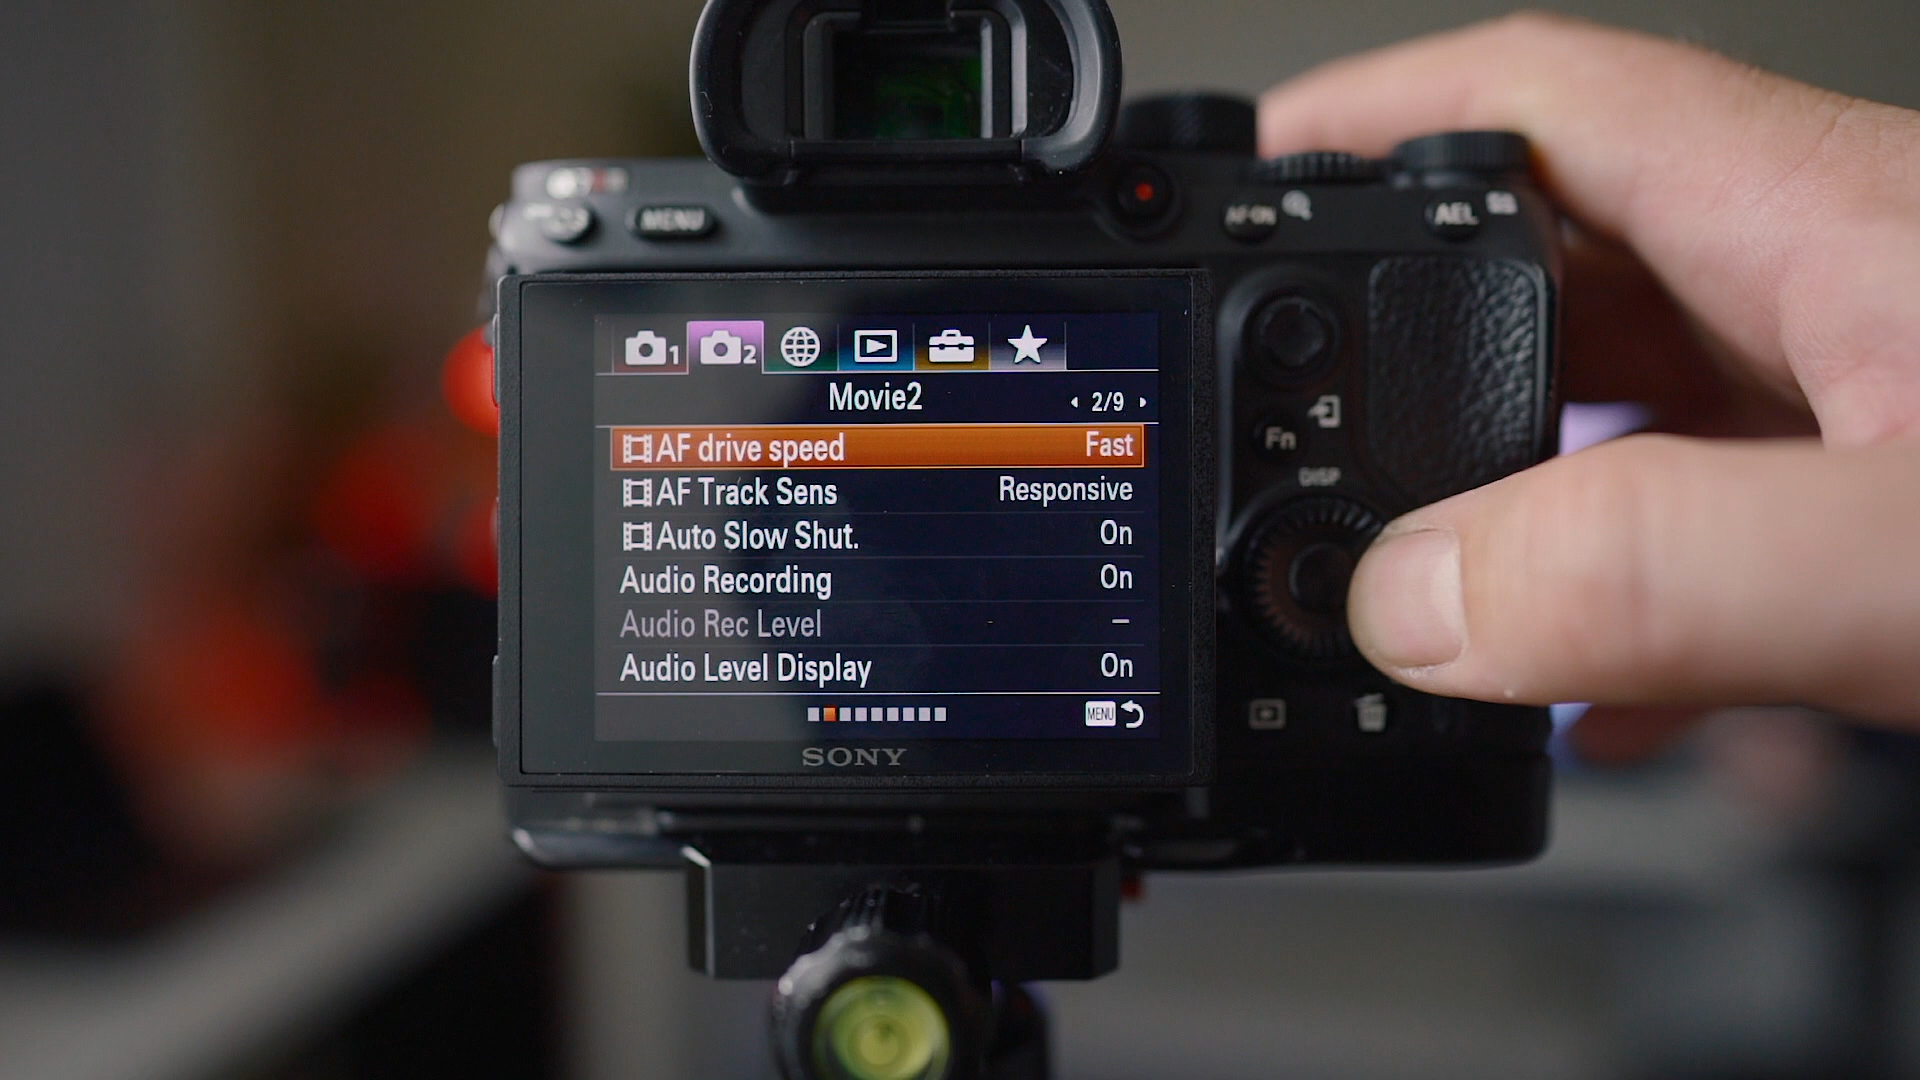 MENU
AF-ON
AEL
1 2
Movie2
2/9
AF drive speed Fast
AF Track Sens Responsive
Auto Slow Shut. On
Audio Recording On
Audio Rec Level –
Audio Level Display On
MENU
SONY
Fn
DISP